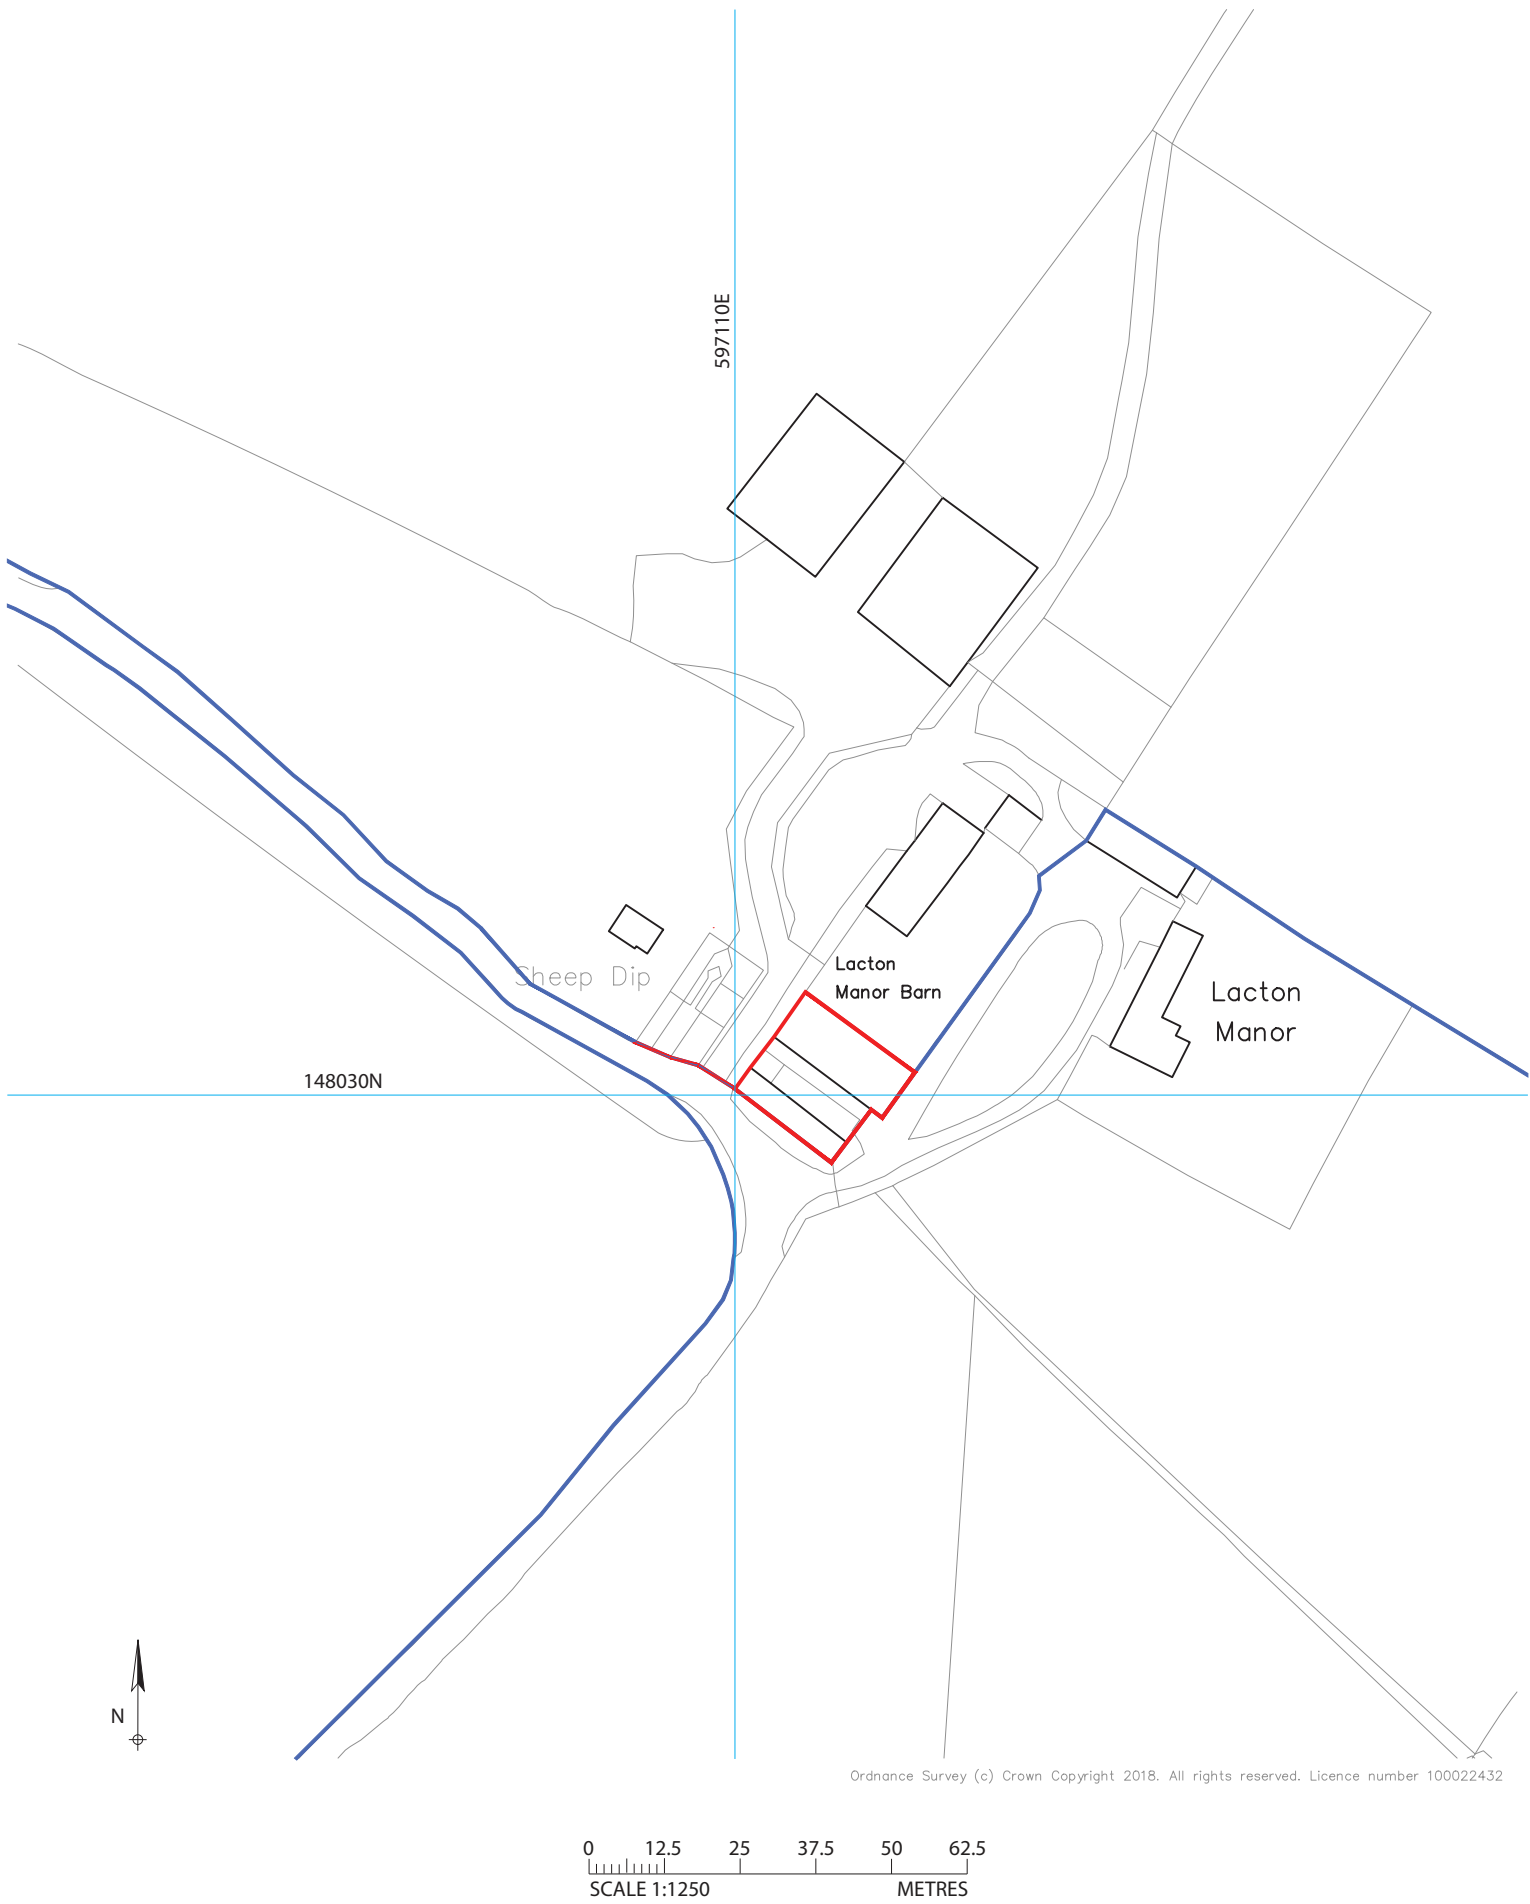 597110E
Lacton
Manor Barn
Sheep Dip
Lacton
Manor
148030N
N
Ordnance Survey (c) Crown Copyright 2018. All rights reserved. Licence number 100022432
0 12.5 25 37.5 50 62.5
SCALE 1:1250 METRES